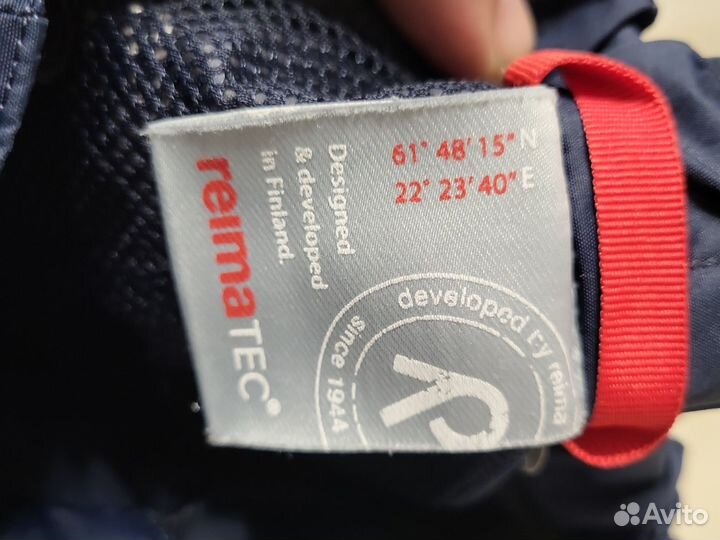 reimaTEC®
Designed
& developed
in Finland.
61° 48' 15" N
22° 23' 40" E
developed by reima
since 1944
Avito